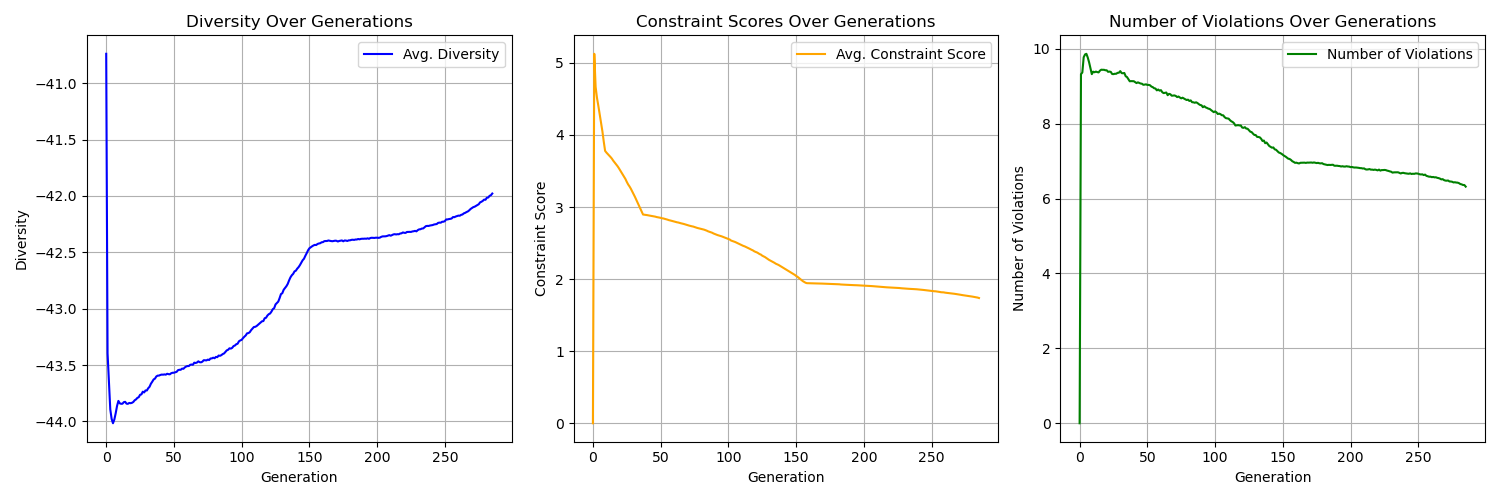 Diversity Over Generations
Avg. Diversity
−41.0
−41.5
−42.0
−42.5
−43.0
−43.5
−44.0
Diversity
0 50 100 150 200 250
Generation
Constraint Scores Over Generations
Avg. Constraint Score
5
4
3
2
1
0
Constraint Score
0 50 100 150 200 250
Generation
Number of Violations Over Generations
Number of Violations
10
8
6
4
2
0
Number of Violations
0 50 100 150 200 250
Generation